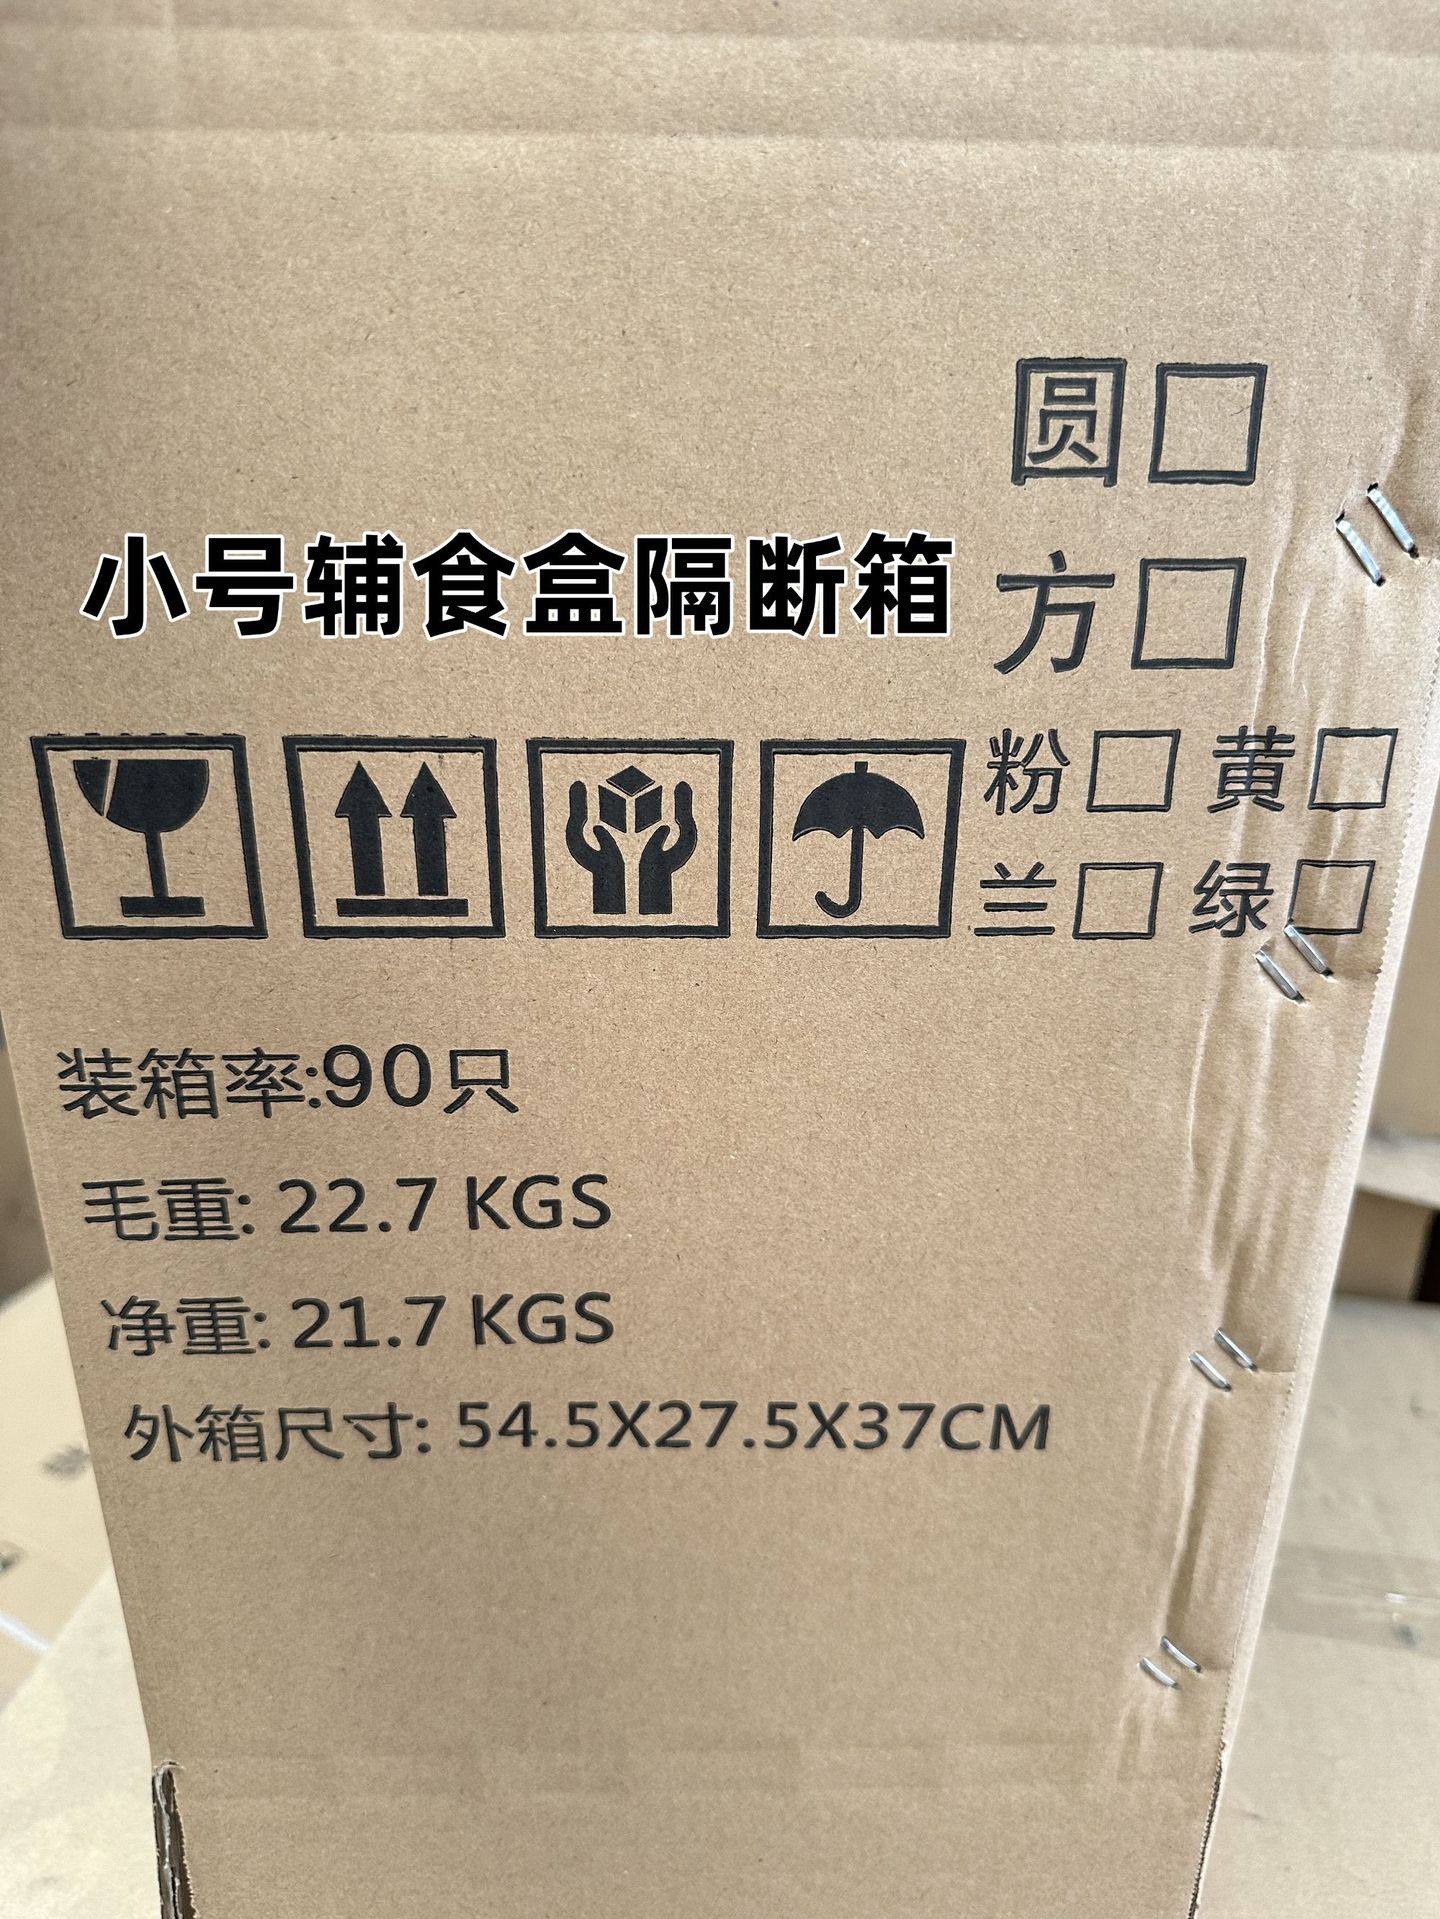 圆□
小号辅食盒隔断箱
方□
粉□ 黄□
兰□ 绿□
装箱率:90只
毛重: 22.7 KGS
净重: 21.7 KGS
外箱尺寸: 54.5X27.5X37CM